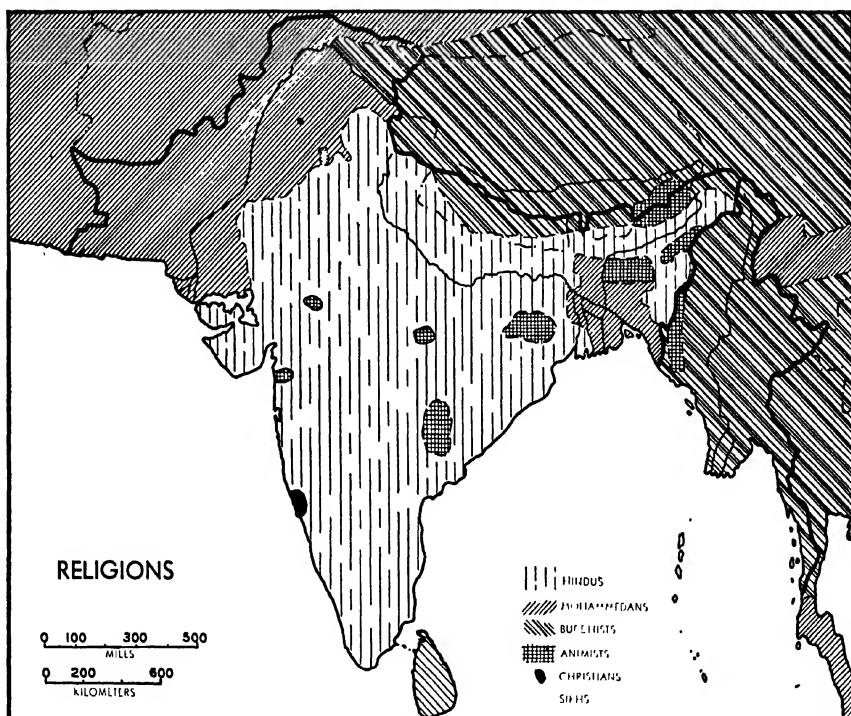 RELIGIONS
0 100 300 500
MILES
0 200 600
KILOMETERS
HINDUS
MOHAMMEDANS
BUDDHISTS
ANIMISTS
CHRISTIANS
SIKHS